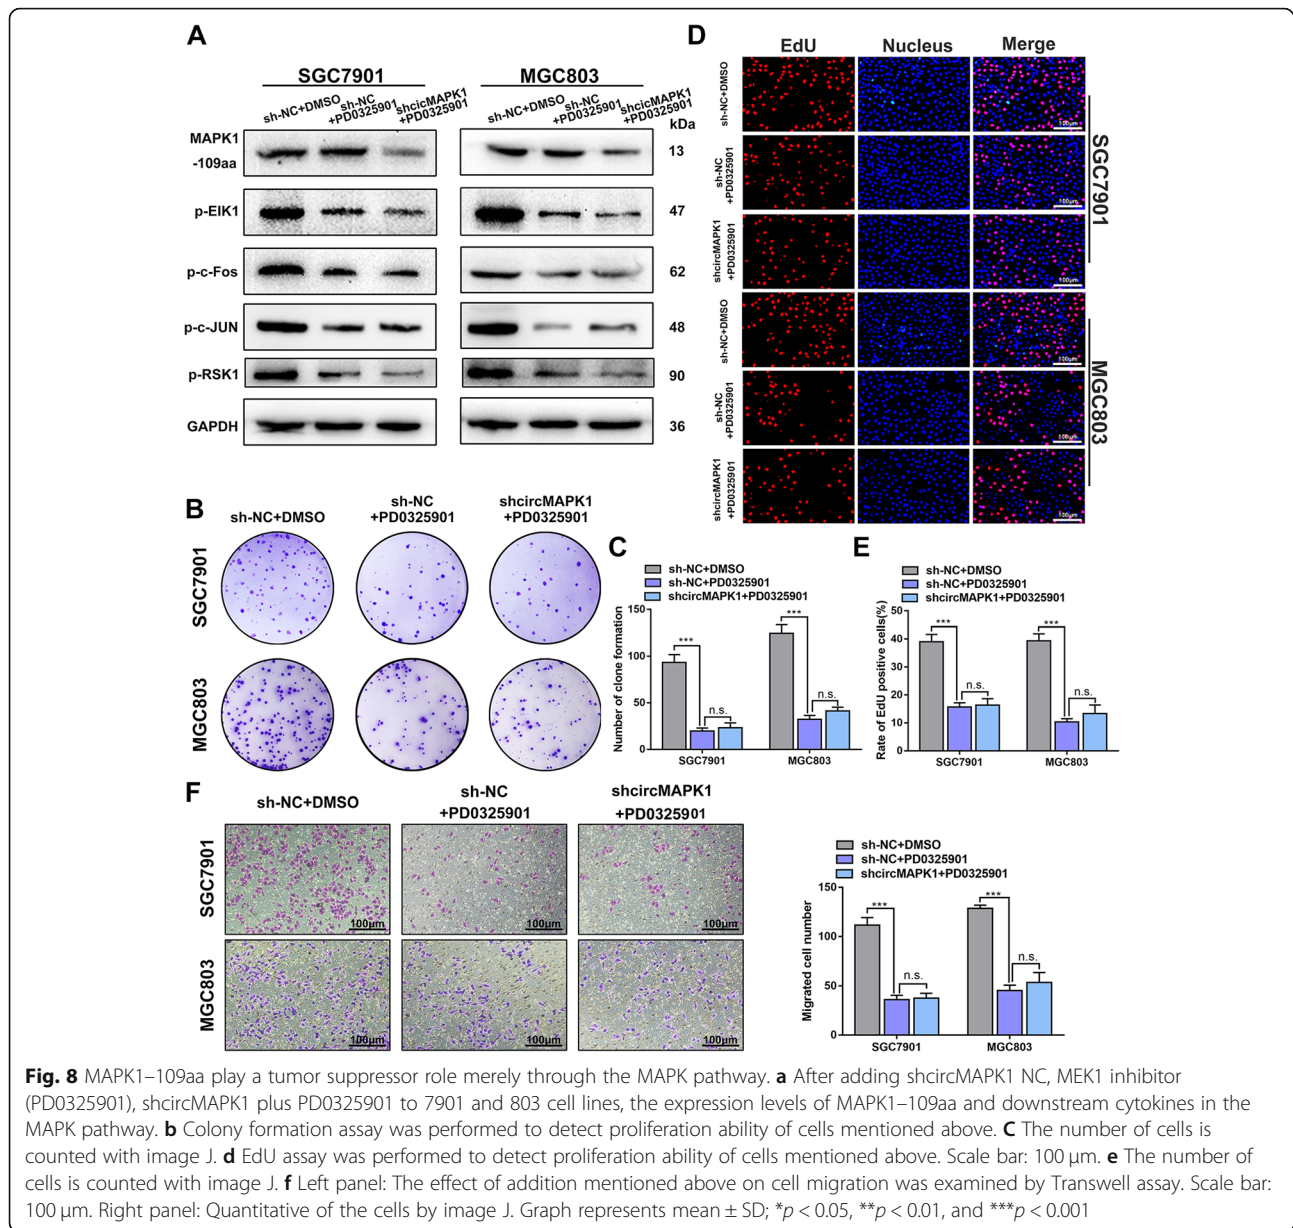 A
SGC7901
MGC803
sh-NC+DMSO
sh-NC
+PD0325901
shcicMAPK1
+PD0325901
sh-NC+DMSO
sh-NC
+PD0325901
shcicMAPK1
+PD0325901
kDa
MAPK1
-109aa
13
p-EIK1
47
p-c-Fos
62
p-c-JUN
48
p-RSK1
90
GAPDH
36
D
EdU
Nucleus
Merge
sh-NC+DMSO
100μm
sh-NC
+PD0325901
100μm
shcircMAPK1
+PD0325901
100μm
SGC7901
sh-NC+DMSO
100μm
sh-NC
+PD0325901
100μm
shcircMAPK1
+PD0325901
100μm
MGC803
B
sh-NC+DMSO
sh-NC
+PD0325901
shcircMAPK1
+PD0325901
SGC7901
MGC803
C
sh-NC+DMSO
sh-NC+PD0325901
shcircMAPK1+PD0325901
Number of clone formation
150
100
50
0
***
n.s.
***
n.s.
SGC7901
MGC803
E
sh-NC+DMSO
sh-NC+PD0325901
shcircMAPK1+PD0325901
Rate of EdU positive cells(%)
50
40
30
20
10
0
***
n.s.
***
n.s.
SGC7901
MGC803
F
sh-NC+DMSO
sh-NC
+PD0325901
shcircMAPK1
+PD0325901
SGC7901
100μm
100μm
100μm
MGC803
100μm
100μm
100μm
sh-NC+DMSO
sh-NC+PD0325901
shcircMAPK1+PD0325901
Migrated cell number
150
100
50
0
***
n.s.
***
n.s.
SGC7901
MGC803
Fig. 8 MAPK1–109aa play a tumor suppressor role merely through the MAPK pathway. a After adding shcircMAPK1 NC, MEK1 inhibitor
(PD0325901), shcircMAPK1 plus PD0325901 to 7901 and 803 cell lines, the expression levels of MAPK1–109aa and downstream cytokines in the
MAPK pathway. b Colony formation assay was performed to detect proliferation ability of cells mentioned above. C The number of cells is
counted with image J. d EdU assay was performed to detect proliferation ability of cells mentioned above. Scale bar: 100 μm. e The number of
cells is counted with image J. f Left panel: The effect of addition mentioned above on cell migration was examined by Transwell assay. Scale bar:
100 μm. Right panel: Quantitative of the cells by image J. Graph represents mean ± SD; *p < 0.05, **p < 0.01, and ***p < 0.001